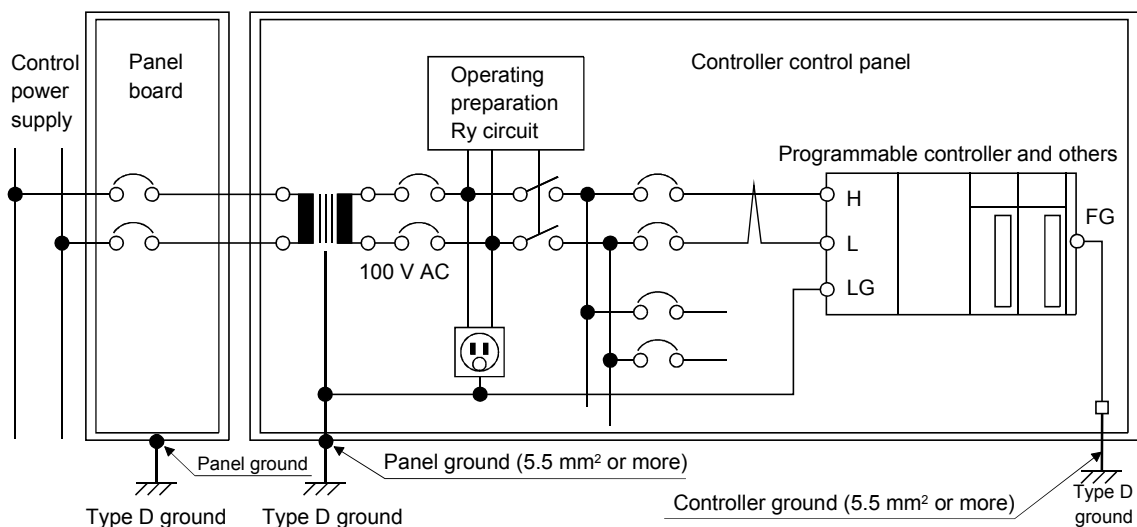 Control
power
supply
Panel
board
Operating
preparation
Ry circuit
Controller control panel
Programmable controller and others
H
L
LG
FG
100 V AC
Panel ground
Panel ground (5.5 mm² or more)
Controller ground (5.5 mm² or more)
Type D ground
Type D ground
Type D
ground